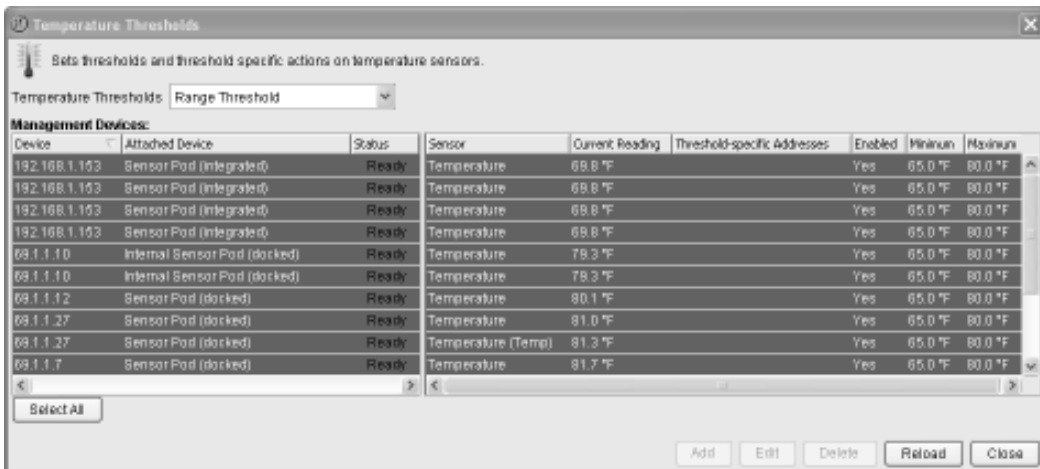 Temperature Thresholds
Sets thresholds and threshold specific actions on temperature sensors.
Temperature Thresholds Range Threshold
Management Devices:
Device Attached Device Status Sensor Current Reading Threshold-specific Addresses Enabled Minimum Maximum
192.168.1.153 Sensor Pod (integrated) Ready Temperature 69.8 °F Yes 65.0 °F 80.0 °F
192.168.1.153 Sensor Pod (integrated) Ready Temperature 69.8 °F Yes 65.0 °F 80.0 °F
192.168.1.153 Sensor Pod (integrated) Ready Temperature 69.8 °F Yes 65.0 °F 80.0 °F
192.168.1.153 Sensor Pod (integrated) Ready Temperature 69.8 °F Yes 65.0 °F 80.0 °F
69.1.1.10 Internal Sensor Pod (docked) Ready Temperature 79.3 °F Yes 65.0 °F 80.0 °F
69.1.1.10 Internal Sensor Pod (docked) Ready Temperature 79.3 °F Yes 65.0 °F 80.0 °F
69.1.1.12 Sensor Pod (docked) Ready Temperature 80.1 °F Yes 65.0 °F 80.0 °F
69.1.1.27 Sensor Pod (docked) Ready Temperature 81.0 °F Yes 65.0 °F 80.0 °F
69.1.1.27 Sensor Pod (docked) Ready Temperature (Temp) 81.3 °F Yes 65.0 °F 80.0 °F
69.1.1.7 Sensor Pod (docked) Ready Temperature 81.7 °F Yes 65.0 °F 80.0 °F
Select All
Add Edit Delete Reload Close